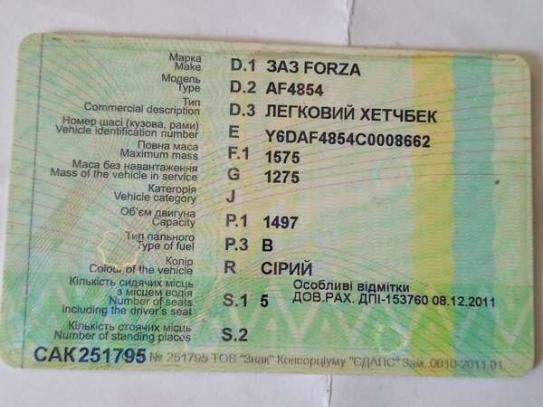 Марка
Make D.1 ЗАЗ FORZA
Модель
Type D.2 AF4854
Тип
Commercial description D.3 ЛЕГКОВИЙ ХЕТЧБЕК
Номер шасі (кузова, рами)
Vehicle identification number E Y6DAF4854C0008662
Повна маса
Maximum mass F.1 1575
Маса без навантаження
Mass of the vehicle in service G 1275
Категорія
Vehicle category J
Об'єм двигуна
Capacity P.1 1497
Тип пального
Type of fuel P.3 B
Колір
Colour of the vehicle R СІРИЙ
Кількість сидячих місць
з місцем водія
Number of seats
including the driver's seat S.1 5
Особливі відмітки
ДОВ.РАХ. ДПІ-153760 08.12.2011
Кількість стоячих місць
Number of standing places S.2
САК 251795 № 251795 ТОВ "Знак" Консорціуму "ЄДАПС" Зам. 0010-2011 01.